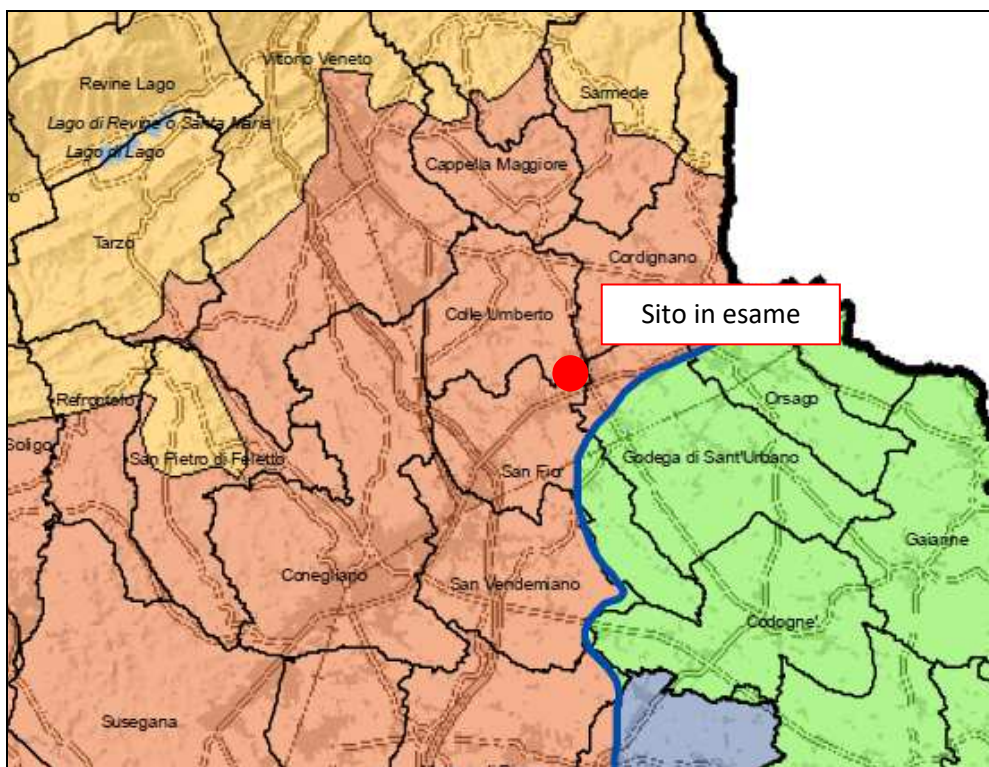 Vittorio Veneto
Revine Lago
Sarmede
Lago di Revine o Santa Maria
Lago di Lago
Cappella Maggiore
ro
Tarzo
Cordignano
Sito in esame
Colle Umberto
Refrontolo
Orsago
Soligo
San Pietro di Feletto
San Fior
Godega di Sant'Urbano
Gaiarine
Conegliano
San Vendemiano
Codogne'
Susegana